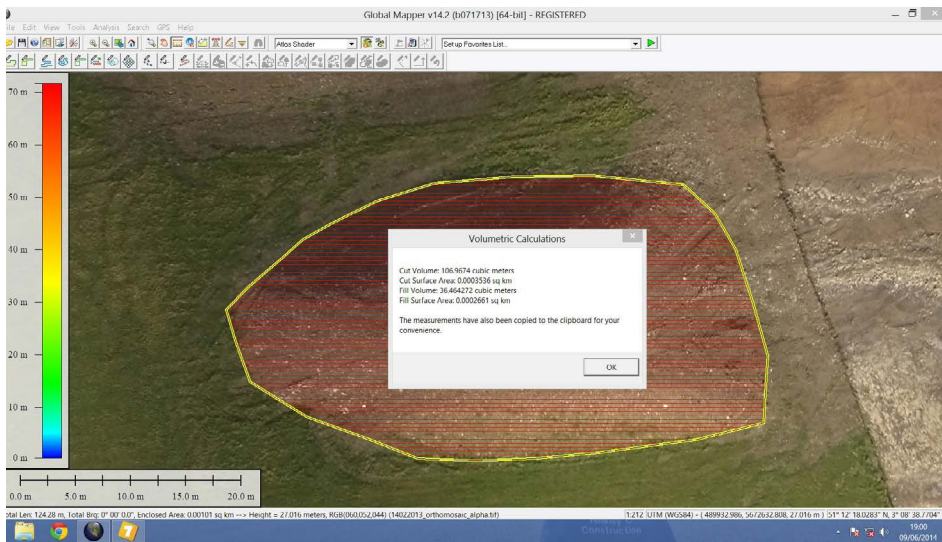 Global Mapper v14.2 (b071713) [64-bit] - REGISTERED
File Edit View Tools Analysis Search GPS Help
Atlas Shader
Set up Favorites List...
70 m
60 m
50 m
40 m
30 m
20 m
10 m
0 m
Volumetric Calculations
Cut Volume: 106.9674 cubic meters
Cut Surface Area: 0.0003536 sq km
Fill Volume: 36.464272 cubic meters
Fill Surface Area: 0.0002661 sq km
The measurements have also been copied to the clipboard for your
convenience.
OK
0.0 m 5.0 m 10.0 m 15.0 m 20.0 m
otal Len: 124.28 m, Total Brg: 0° 00' 0.0", Enclosed Area: 0.00101 sq km --> Height = 27.016 meters, RGB(060,052,044) (14022013_orthomosaic_alpha.tif)
1:212 UTM (WGS84) - ( 489932.986, 5672632.808, 27.016 m ) 51° 12' 18.0283" N, 3° 08' 38.7704"
Construction
19:00
09/06/2014